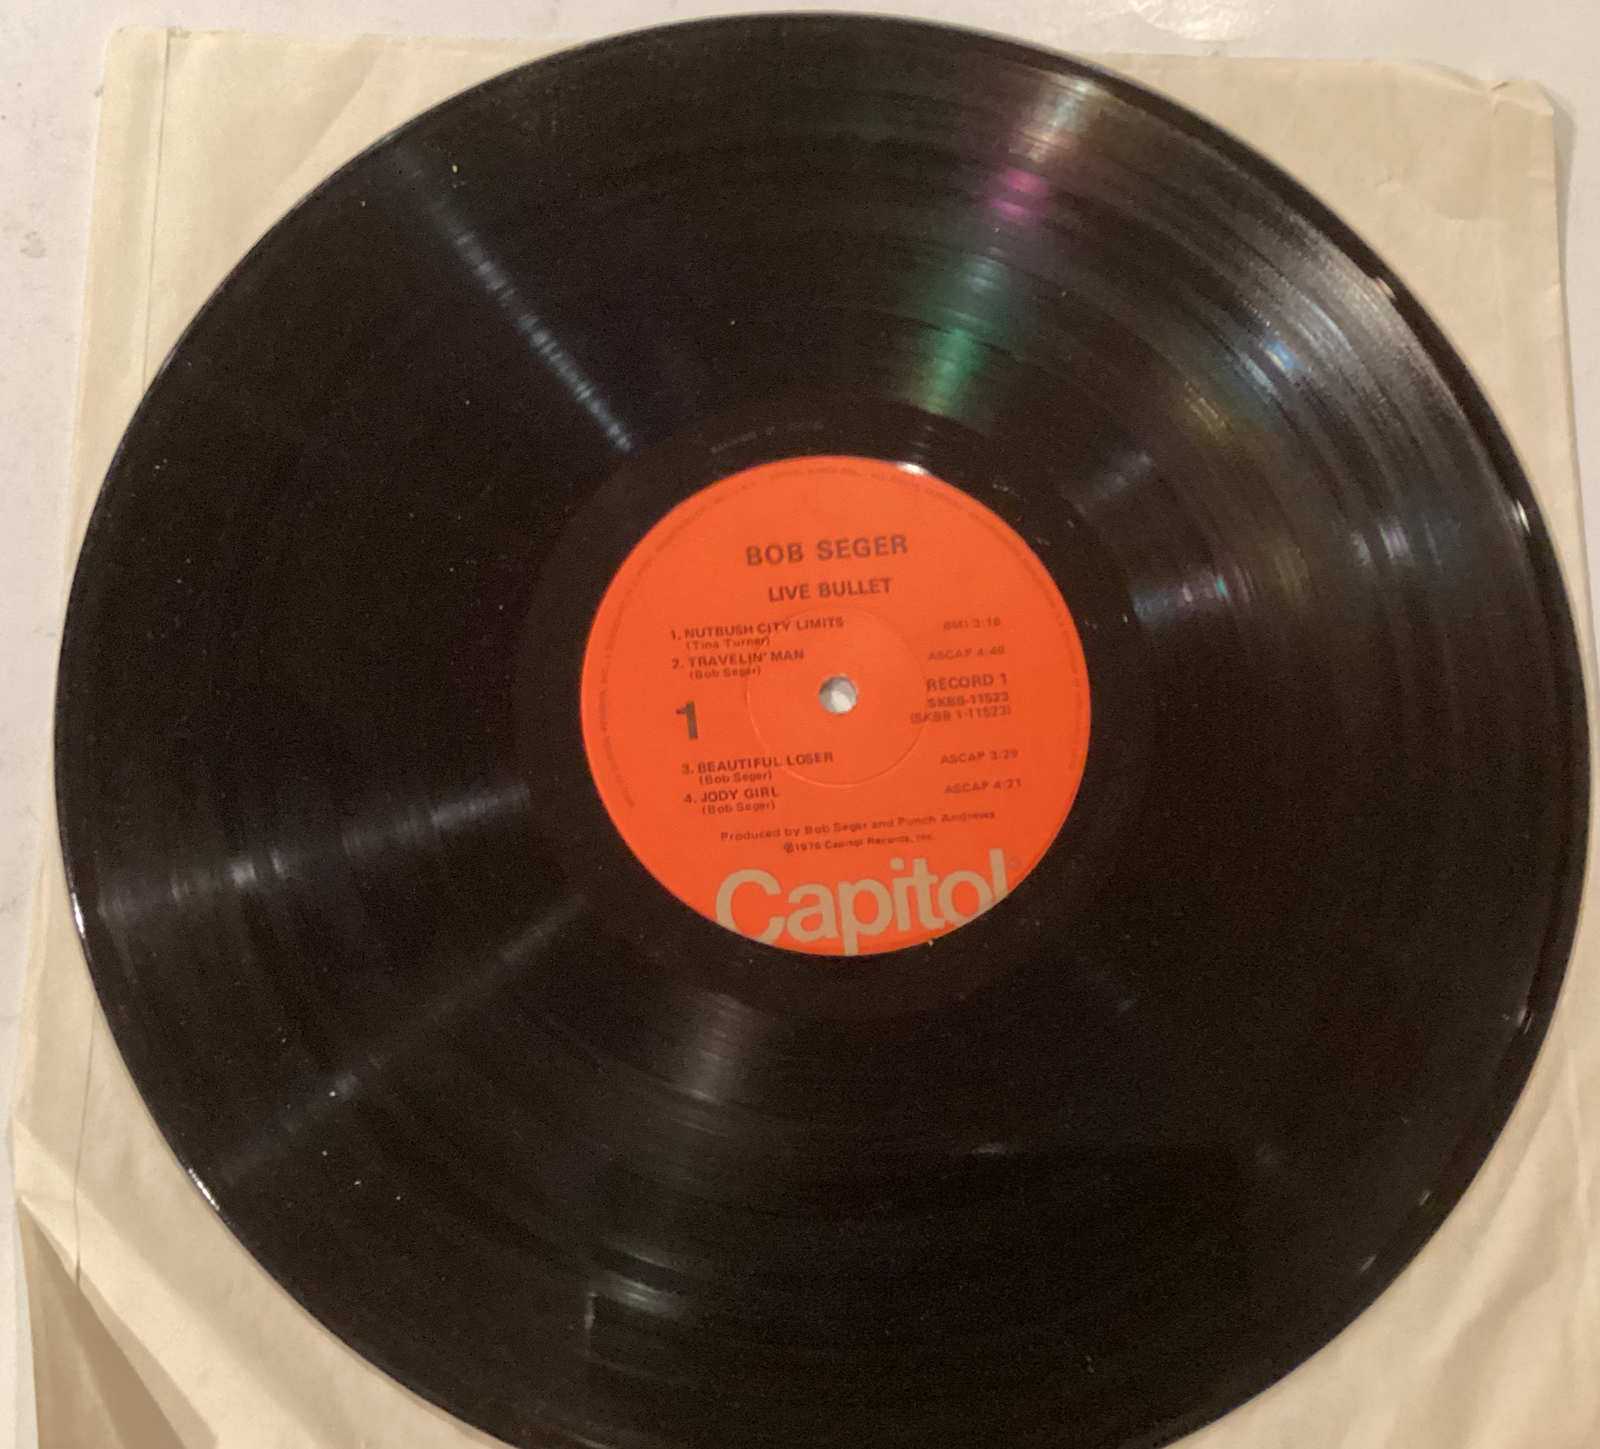 BOB SEGER
LIVE BULLET
1. NUTBUSH CITY LIMITS BMI 3:18
(Tina Turner)
2. TRAVELIN' MAN ASCAP 4:40
(Bob Seger)
1
RECORD 1
SKBB-11523
(SKBB 1-11523)
3. BEAUTIFUL LOSER ASCAP 3:29
(Bob Seger)
4. JODY GIRL ASCAP 4:21
(Bob Seger)
Produced by Bob Seger and Punch Andrews
℗1976 Capitol Records, Inc.
Capitol®